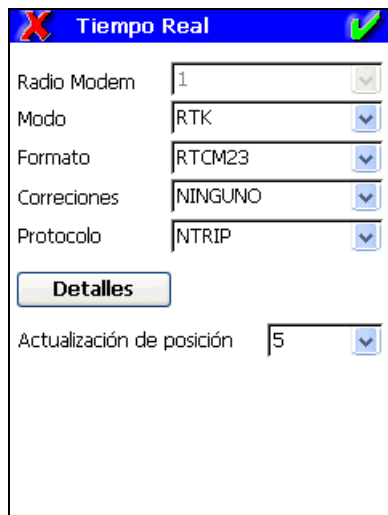 Tiempo Real
Radio Modem 1
Modo RTK
Formato RTCM23
Correciones NINGUNO
Protocolo NTRIP
Detalles
Actualización de posición 5